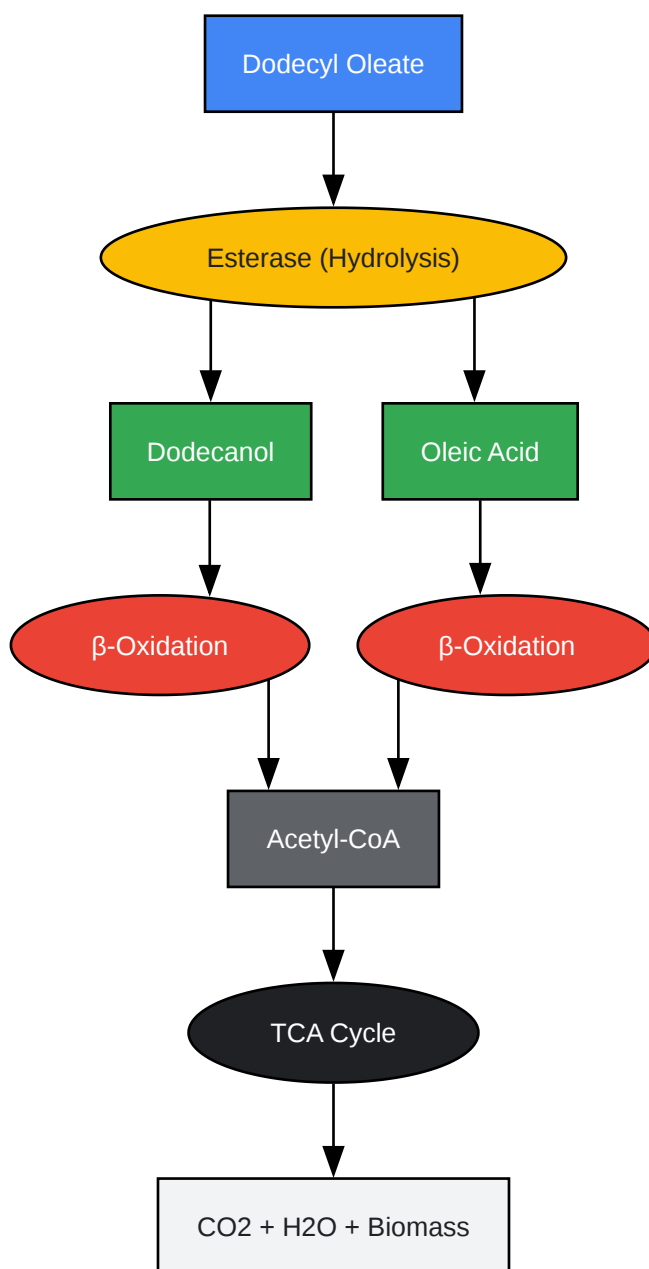 Dodecyl Oleate
Esterase (Hydrolysis)
Dodecanol
Oleic Acid
β-Oxidation
β-Oxidation
Acetyl-CoA
TCA Cycle
CO2 + H2O + Biomass